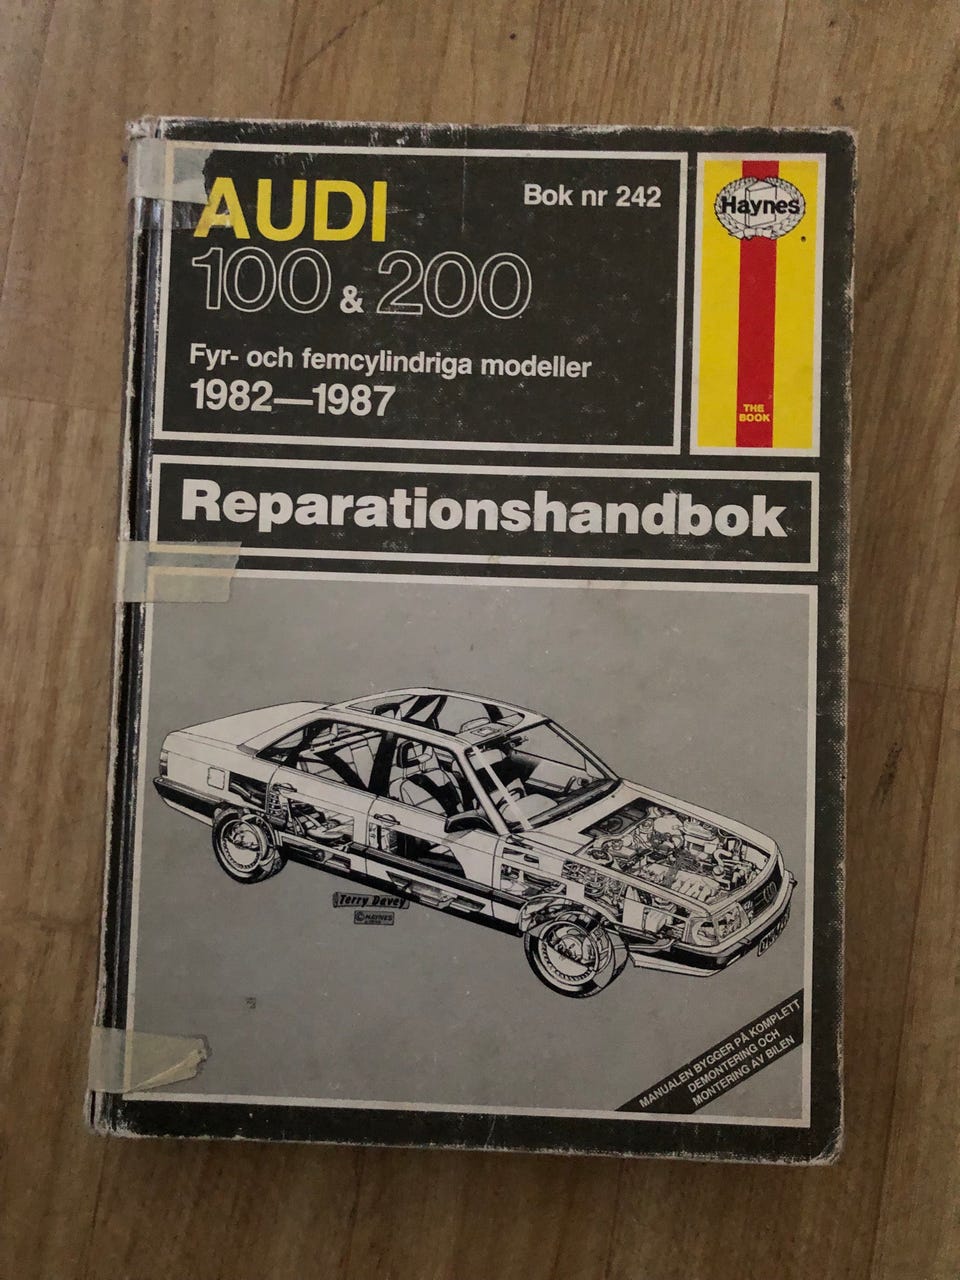 AUDI
Bok nr 242
100 & 200
Fyr- och femcylindriga modeller
1982—1987
Haynes
THE
BOOK
Reparationshandbok
Terry Davey
© HAYNES
MANUALEN BYGGER PÅ KOMPLETT
DEMONTERING OCH
MONTERING AV BILEN